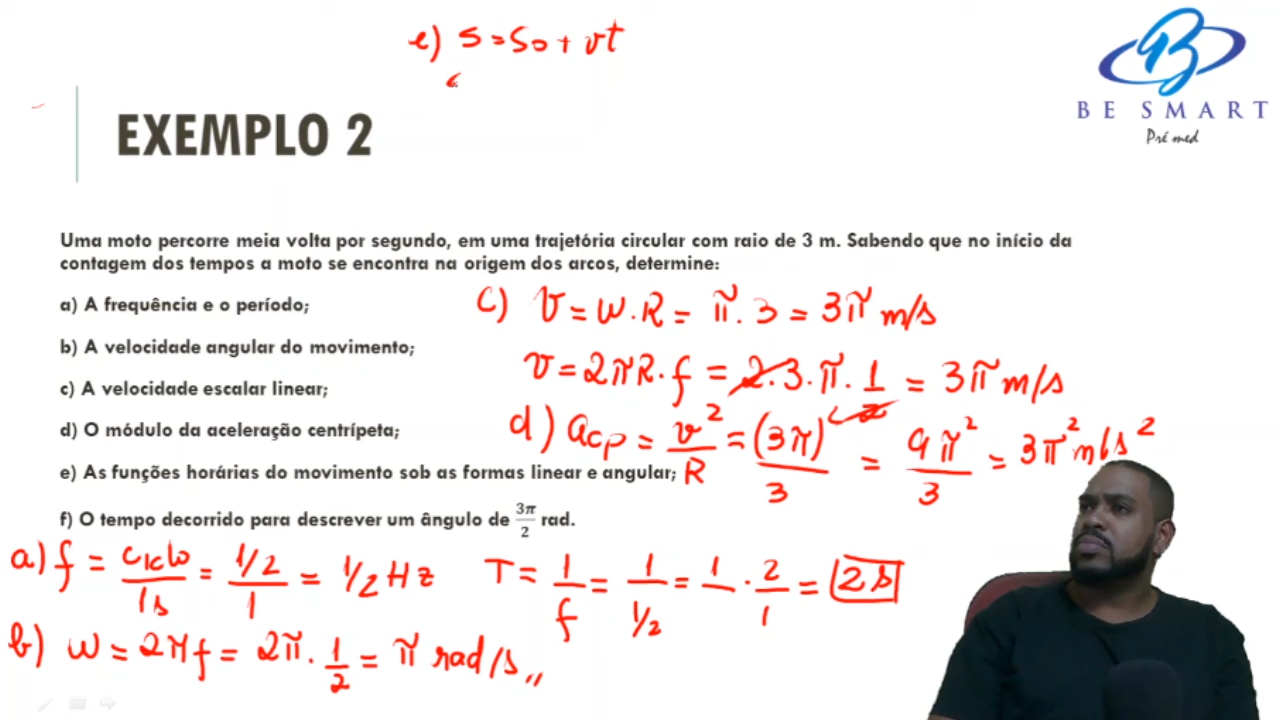 e) S = So + vt
BE SMART
Pré med
EXEMPLO 2
Uma moto percorre meia volta por segundo, em uma trajetória circular com raio de 3 m. Sabendo que no início da
contagem dos tempos a moto se encontra na origem dos arcos, determine:
a) A frequência e o período;
c) V = W.R = π.3 = 3π m/s
b) A velocidade angular do movimento;
v = 2πR.f = 2.3.π.1/2 = 3π m/s
c) A velocidade escalar linear;
d) O módulo da aceleração centrípeta;
d) acp = v²/R = (3π)²/3 = 9π²/3 = 3π² m/s²
e) As funções horárias do movimento sob as formas linear e angular;
f) O tempo decorrido para descrever um ângulo de 3π/2 rad.
a) f = ciclo/1s = 1/2/1 = 1/2 Hz T = 1/f = 1/1/2 = 1.2/1 = 2s
b) W = 2πf = 2π.1/2 = π rad/s,,